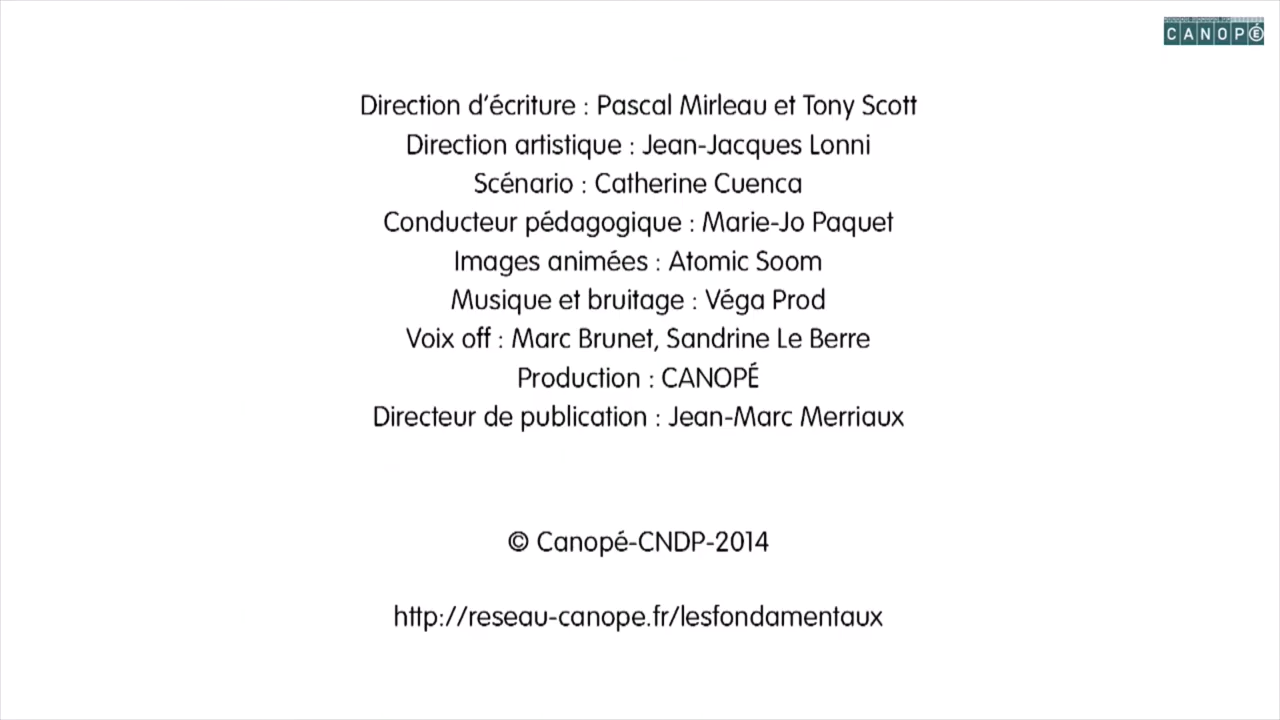 CANOPÉ
Direction d'écriture : Pascal Mirleau et Tony Scott
Direction artistique : Jean-Jacques Lonni
Scénario : Catherine Cuenca
Conducteur pédagogique : Marie-Jo Paquet
Images animées : Atomic Soom
Musique et bruitage : Véga Prod
Voix off : Marc Brunet, Sandrine Le Berre
Production : CANOPÉ
Directeur de publication : Jean-Marc Merriaux
© Canopé-CNDP-2014
http://reseau-canope.fr/lesfondamentaux